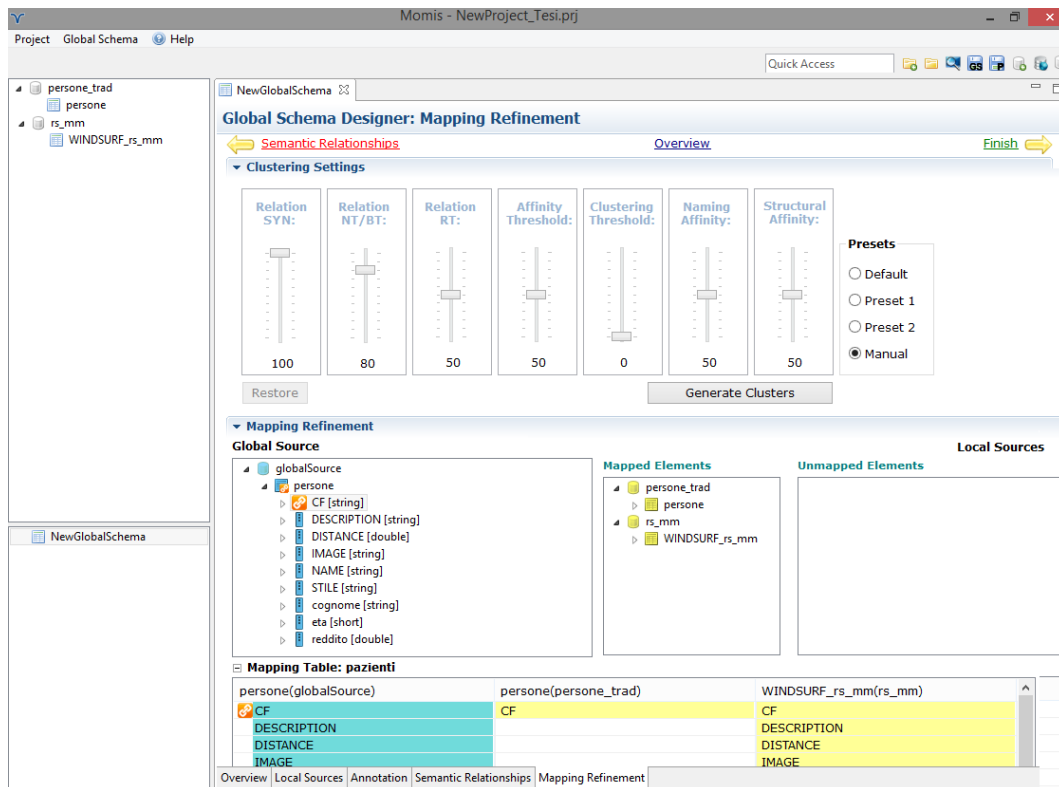 Momis - NewProject_Tesi.prj
Project Global Schema Help
Quick Access
GS P
persone_trad
persone
rs_mm
WINDSURF_rs_mm
NewGlobalSchema
NewGlobalSchema
Global Schema Designer: Mapping Refinement
Semantic Relationships Overview Finish
Clustering Settings
Relation SYN:
100
Relation NT/BT:
80
Relation RT:
50
Affinity Threshold:
50
Clustering Threshold:
0
Naming Affinity:
50
Structural Affinity:
50
Presets
Default
Preset 1
Preset 2
Manual
Restore Generate Clusters
Mapping Refinement
Global Source
globalSource
persone
CF [string]
DESCRIPTION [string]
DISTANCE [double]
IMAGE [string]
NAME [string]
STILE [string]
cognome [string]
eta [short]
reddito [double]
Local Sources
Mapped Elements
persone_trad
persone
rs_mm
WINDSURF_rs_mm
Unmapped Elements
Mapping Table: pazienti
persone(globalSource) persone(persone_trad) WINDSURF_rs_mm(rs_mm)
CF CF CF
DESCRIPTION DESCRIPTION
DISTANCE DISTANCE
IMAGE IMAGE
Overview Local Sources Annotation Semantic Relationships Mapping Refinement